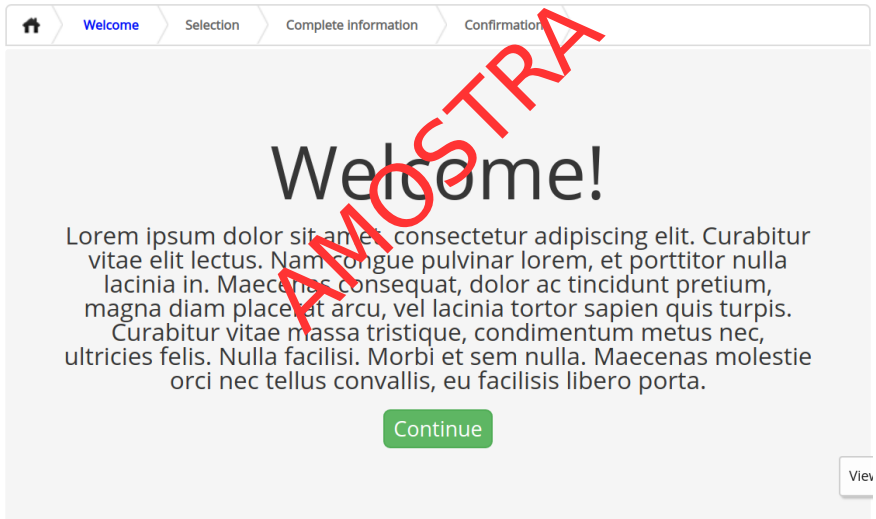 Welcome
Selection
Complete information
Confirmation
AMOSTRA
Welcome!
Lorem ipsum dolor sit amet, consectetur adipiscing elit. Curabitur
vitae elit lectus. Nam congue pulvinar lorem, et porttitor nulla
lacinia in. Maecenas consequat, dolor ac tincidunt pretium,
magna diam placerat arcu, vel lacinia tortor sapien quis turpis.
Curabitur vitae massa tristique, condimentum metus nec,
ultricies felis. Nulla facilisi. Morbi et sem nulla. Maecenas molestie
orci nec tellus convallis, eu facilisis libero porta.
Continue